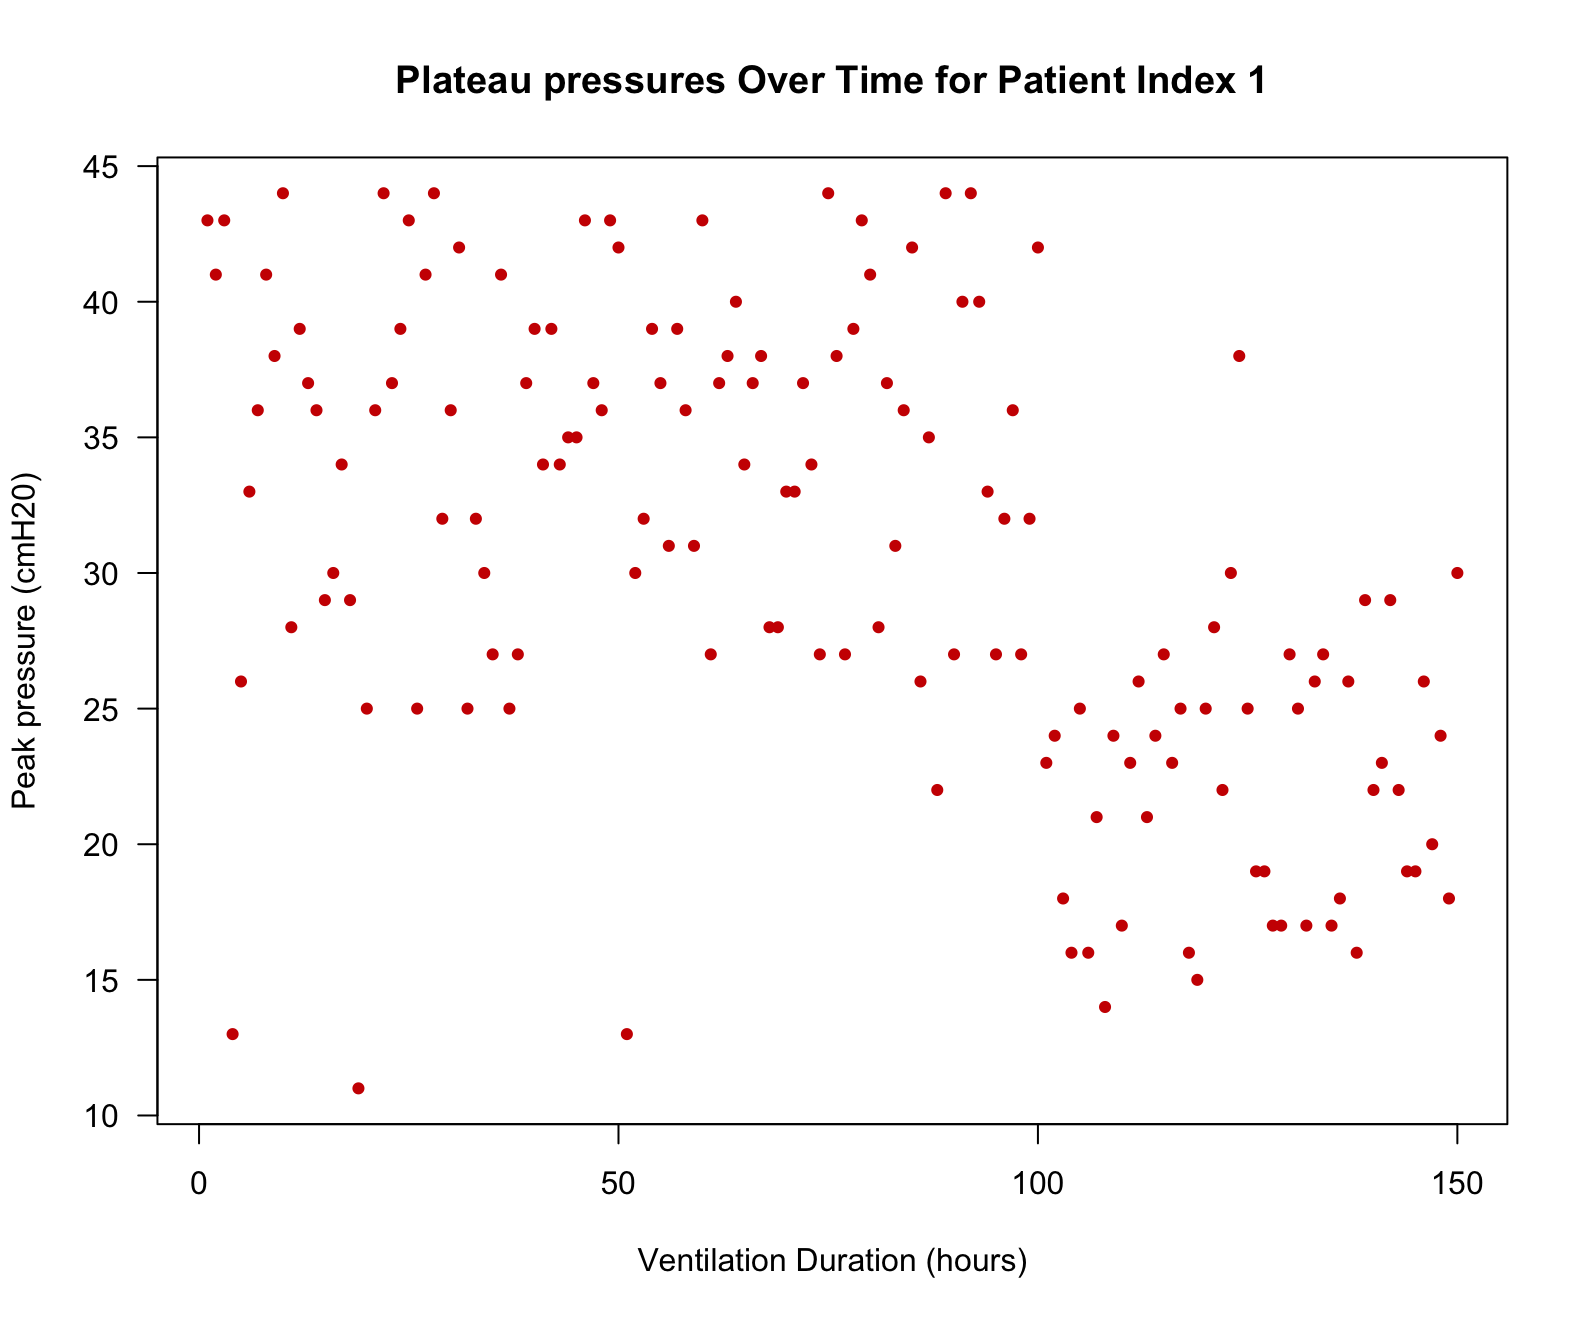 Plateau pressures Over Time for Patient Index 1
45
40
35
30
25
20
15
10
Peak pressure (cmH20)
0 50 100 150
Ventilation Duration (hours)